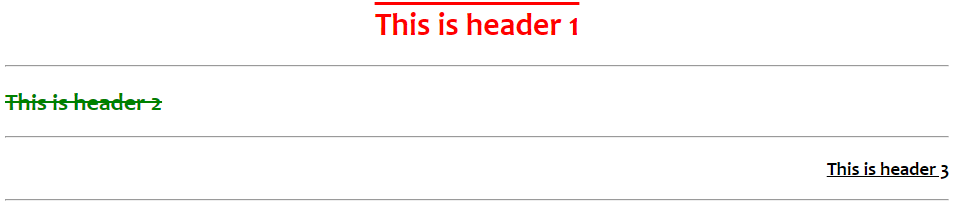 This is header 1
This is header 2
This is header 3